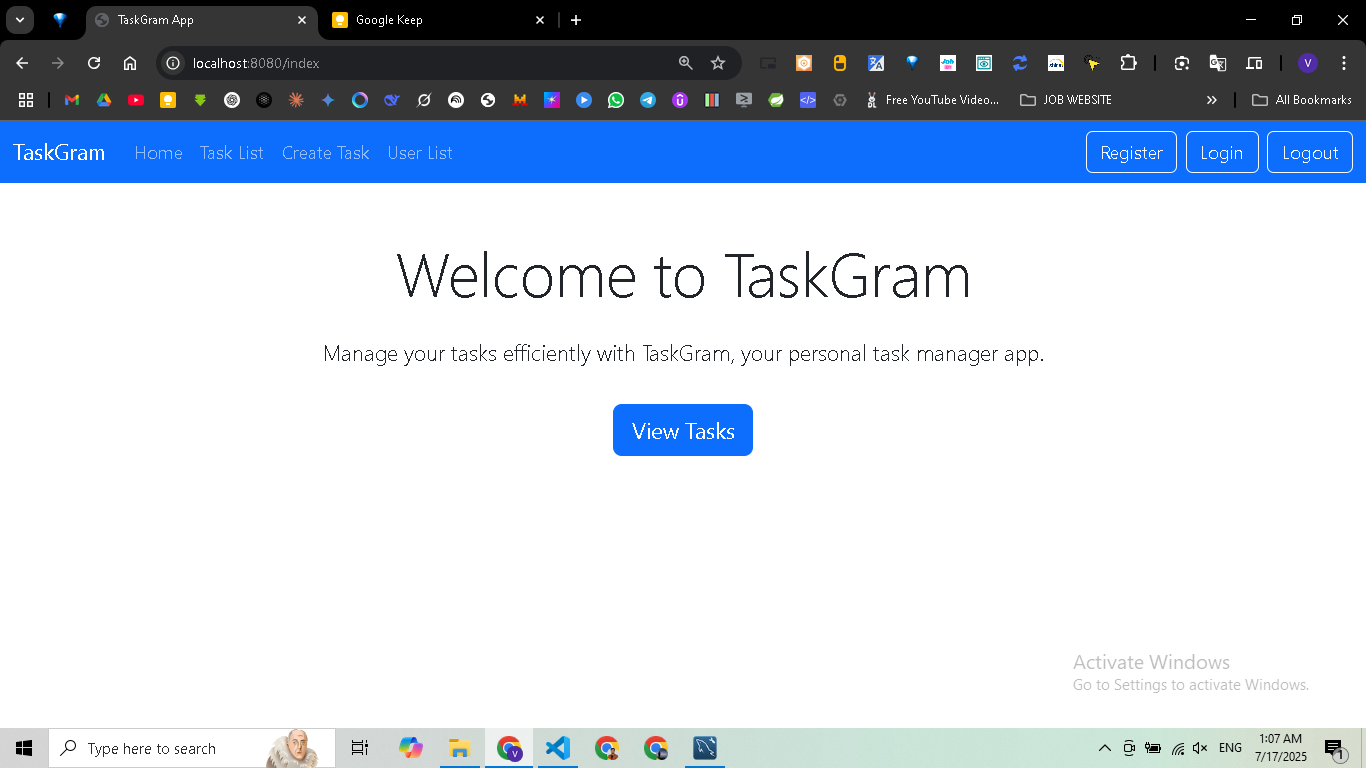 TaskGram App
Google Keep
localhost:8080/index
Free YouTube Video...
JOB WEBSITE
All Bookmarks
TaskGram
Home
Task List
Create Task
User List
Register
Login
Logout
Welcome to TaskGram
Manage your tasks efficiently with TaskGram, your personal task manager app.
View Tasks
Activate Windows
Go to Settings to activate Windows.
Type here to search
ENG
1:07 AM
7/17/2025
1